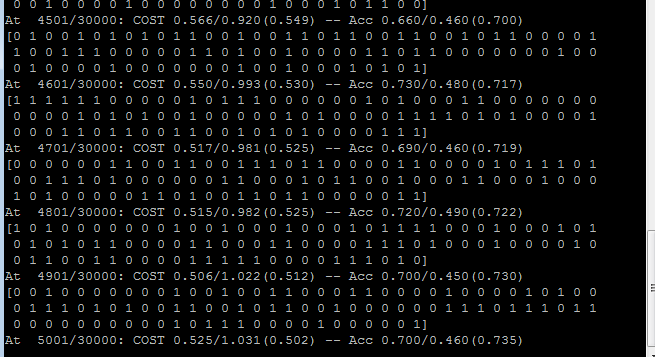 0 0 1 0 0 0 0 1 0 0 0 0 0 0 0 1 0 0 0 1 0 1 1 0 0]
At  4501/30000: COST 0.566/0.920(0.549) -- Acc 0.660/0.460(0.700)
[0 1 0 0 1 0 1 0 1 1 0 0 1 1 0 1 1 0 0 1 1 0 0 1 0 1 1 0 0 0 0 1
 1 0 0 1 1 1 0 0 0 0 1 0 0 0 0 0 0 0 1 1 0 1 1 0 0 0 0 0 0 0 1 0 0
 0 1 0 0 0 0 1 0 0 0 0 0 0 0 1 0 0 1 0 0 0 1 0 1 0 1]
At  4601/30000: COST 0.550/0.993(0.530) -- Acc 0.730/0.480(0.717)
[1 1 1 1 1 1 0 0 0 0 0 1 0 1 1 1 0 0 0 0 0 1 0 1 0 0 0 1 1 0 0 0 0 0 0 0
 0 0 0 0 1 0 1 0 1 0 0 1 0 0 0 0 0 1 0 1 0 0 0 1 1 0 1 0 1 0 0 0 0 1
 0 0 0 1 1 0 1 1 0 0 1 1 0 0 1 0 1 0 0 1 0 1 0 0 0 0 1 1 1]
At  4701/30000: COST 0.517/0.981(0.525) -- Acc 0.690/0.460(0.719)
[0 0 0 0 0 0 1 1 0 0 1 1 0 0 1 1 1 0 1 1 0 0 0 0 1 1 0 0 0 0 1 0 1 1 1 0 1
 0 0 1 1 1 0 1 0 0 0 0 0 0 1 1 0 0 0 1 0 1 1 0 0 1 0 0 0 1 1 0 0 0 1 0 0 0
 1 0 1 0 0 0 0 0 1 1 0 1 0 0 1 0 0 0 0 0 0 1 1]
At  4801/30000: COST 0.515/0.982(0.525) -- Acc 0.720/0.490(0.722)
[1 0 1 0 0 0 0 0 0 0 1 0 0 0 1 0 0 0 1 0 1 1 1 1 0 0 0 1 0 0 0 1 0 1
 0 1 0 1 0 1 1 0 0 0 0 1 1 0 0 0 0 0 1 1 1 0 1 0 0 0 1 0 0 0 0 1 0
 0 1 1 0 0 1 1 0 0 0 0 1 1 1 1 1 0 0 0 0 1 1 1 0 1 0]
At  4901/30000: COST 0.506/1.022(0.512) -- Acc 0.700/0.450(0.730)
[0 0 1 0 0 0 0 0 0 0 1 0 0 1 0 0 1 1 0 0 0 1 1 0 0 0 0 1 0 0 0 0 1 0 1 0 0
 0 1 1 1 0 1 0 1 0 0 1 1 0 0 1 0 1 1 0 0 1 0 0 0 0 0 0 0 1 1 1 0 1 1 1 0 1 1
 0 0 0 0 0 0 0 0 0 0 1 0 1 1 1 0 0 0 0 1 0 0 0 0 0 1]
At  5001/30000: COST 0.525/1.031(0.502) -- Acc 0.700/0.460(0.735)